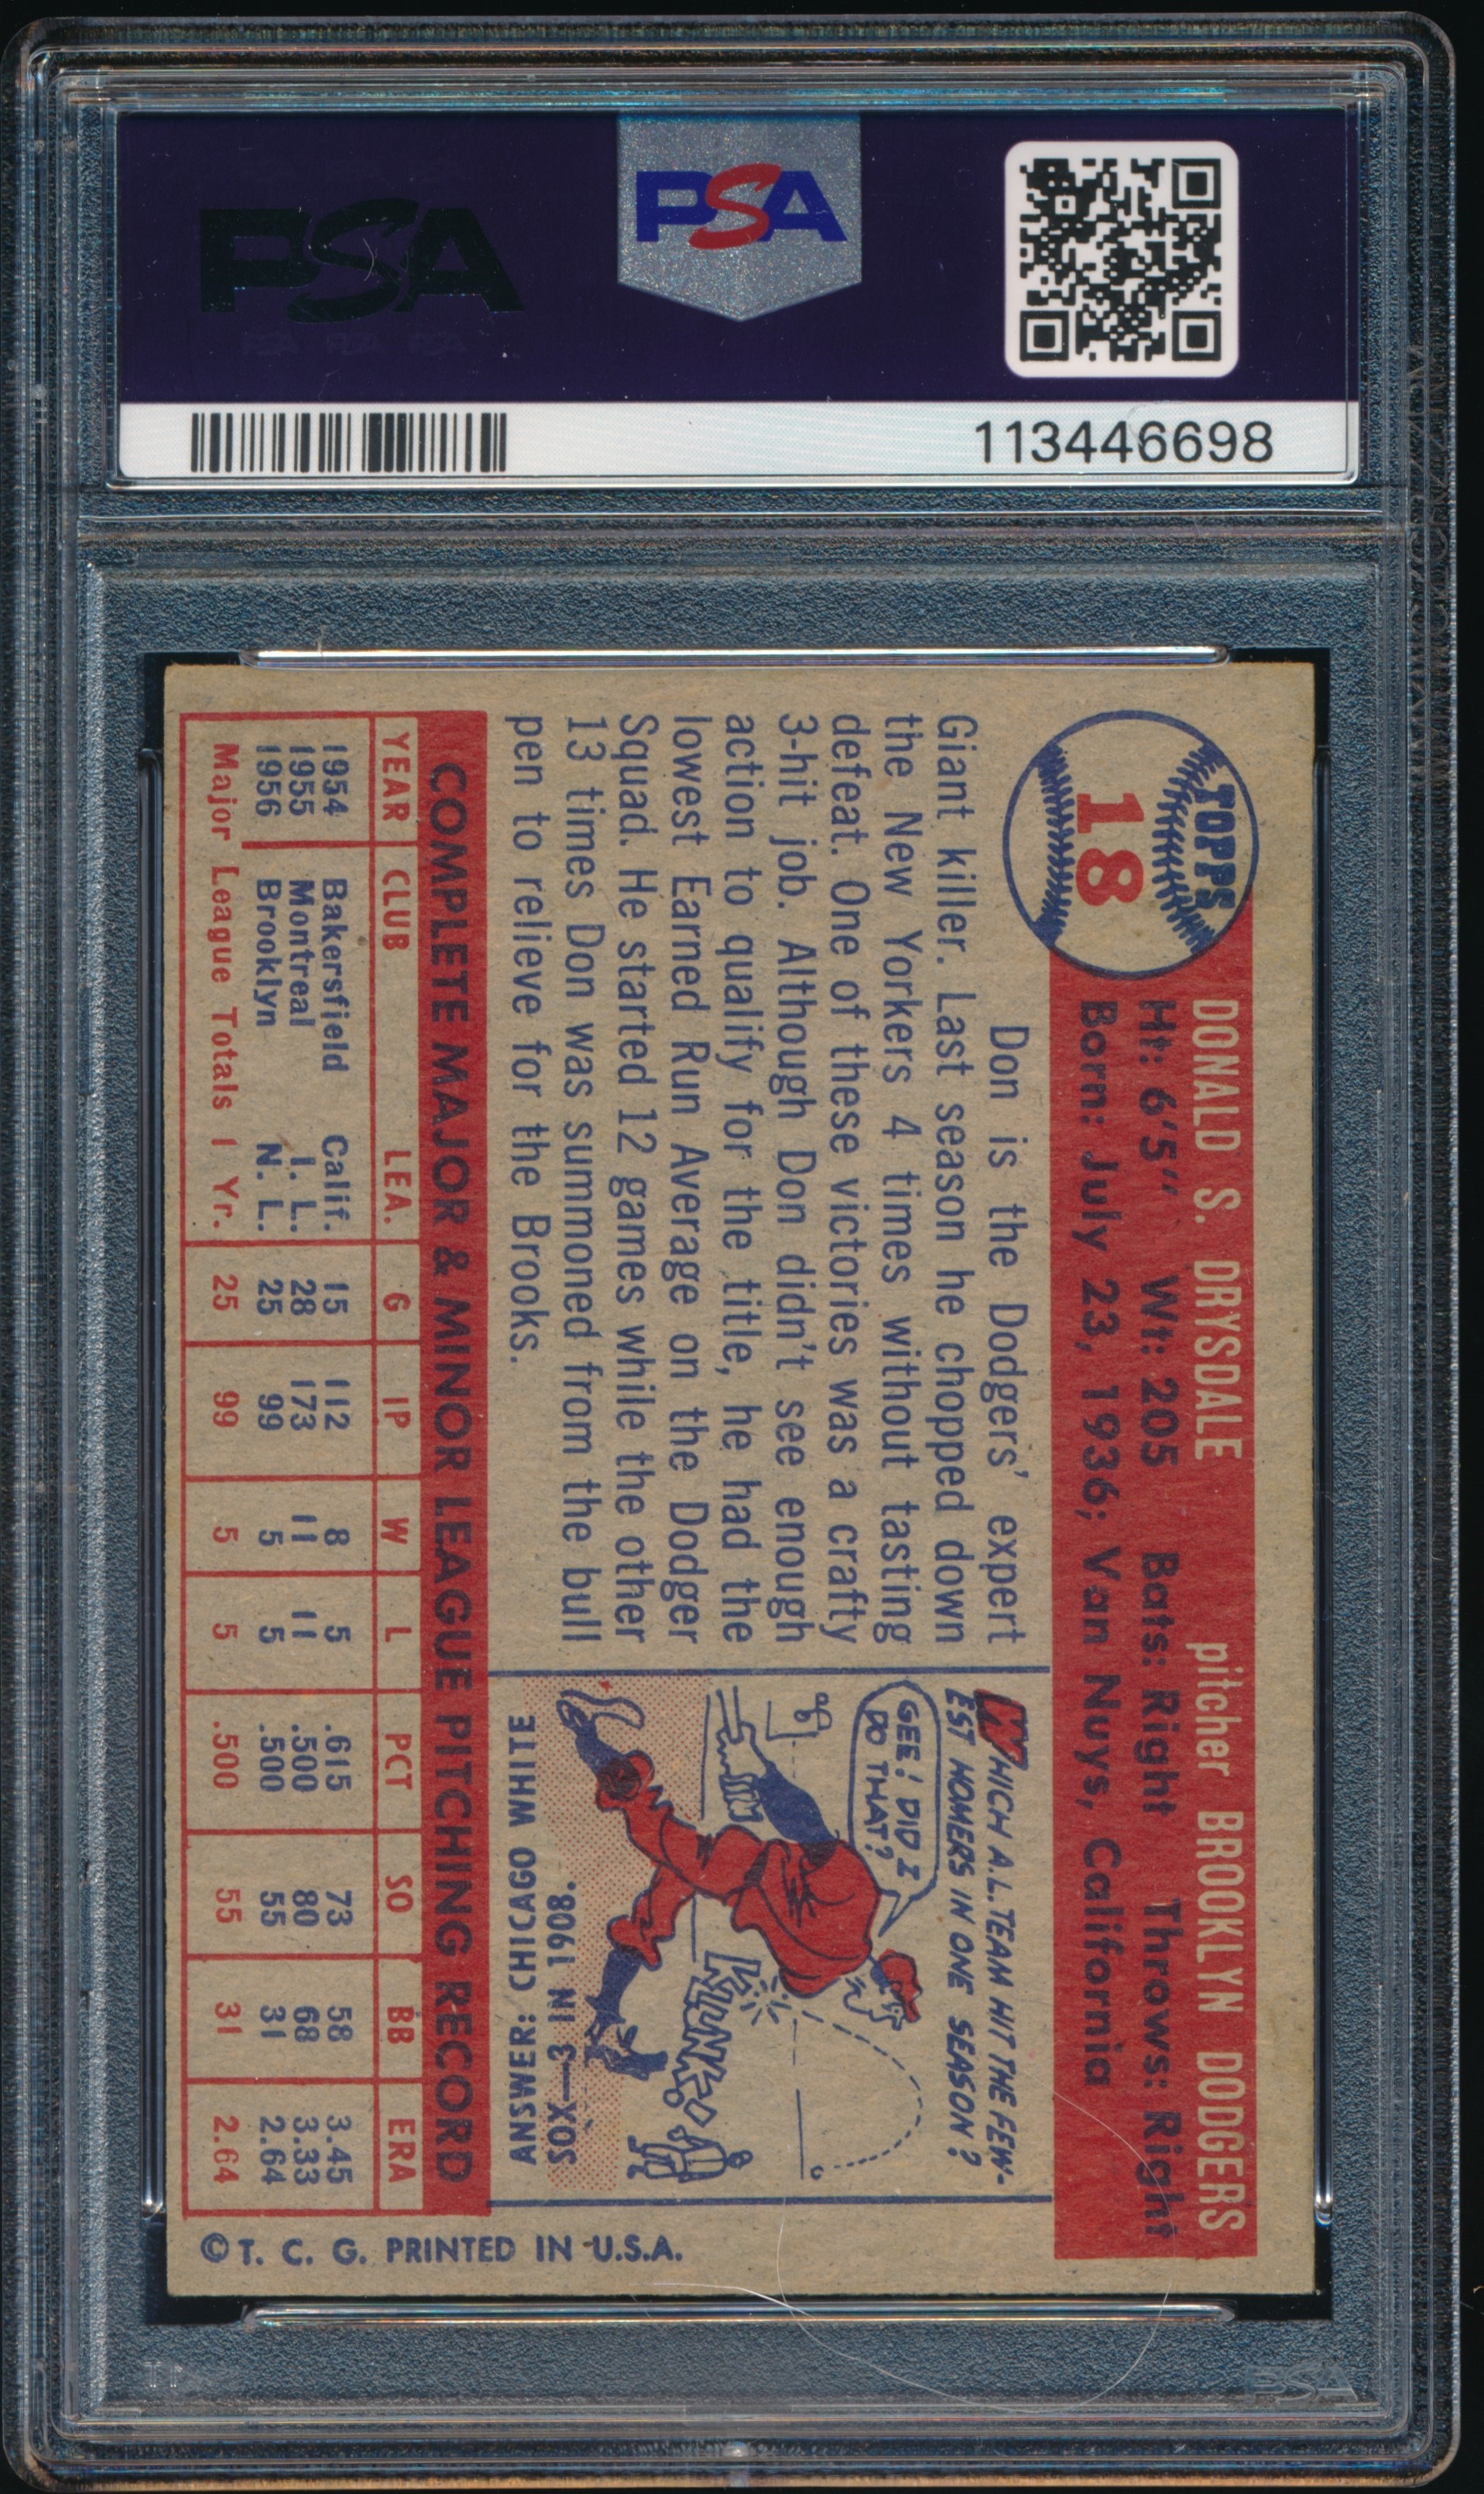 PSA
PSA
113446698
TOPPS
18
DONALD S. DRYSDALE pitcher BROOKLYN DODGERS
Ht: 6'5" Wt: 205 Bats: Right Throws: Right
Born: July 23, 1936; Van Nuys, California
Don is the Dodgers' expert
Giant killer. Last season he chopped down
the New Yorkers 4 times without tasting
defeat. One of these victories was a crafty
3-hit job. Although Don didn't see enough
action to qualify for the title, he had the
lowest Earned Run Average on the Dodger
Squad. He started 12 games while the other
13 times Don was summoned from the bull
pen to relieve for the Brooks.
WHICH A.L. TEAM HIT THE FEW-
EST HOMERS IN ONE SEASON?
GEE! DID I
DO THAT?
KLUNK
ANSWER: CHICAGO WHITE
SOX—3 IN 1908.
COMPLETE MAJOR & MINOR LEAGUE PITCHING RECORD
YEAR CLUB LEA. G IP W L PCT SO BB ERA
1954 Bakersfield Calif. 15 112 8 5 .615 73 58 3.45
1955 Montreal I. L. 28 173 11 11 .500 80 68 3.33
1956 Brooklyn N. L. 25 99 5 5 .500 55 31 2.64
Major League Totals 1 Yr. 25 99 5 5 .500 55 31 2.64
© T. C. G. PRINTED IN U.S.A.
PSA